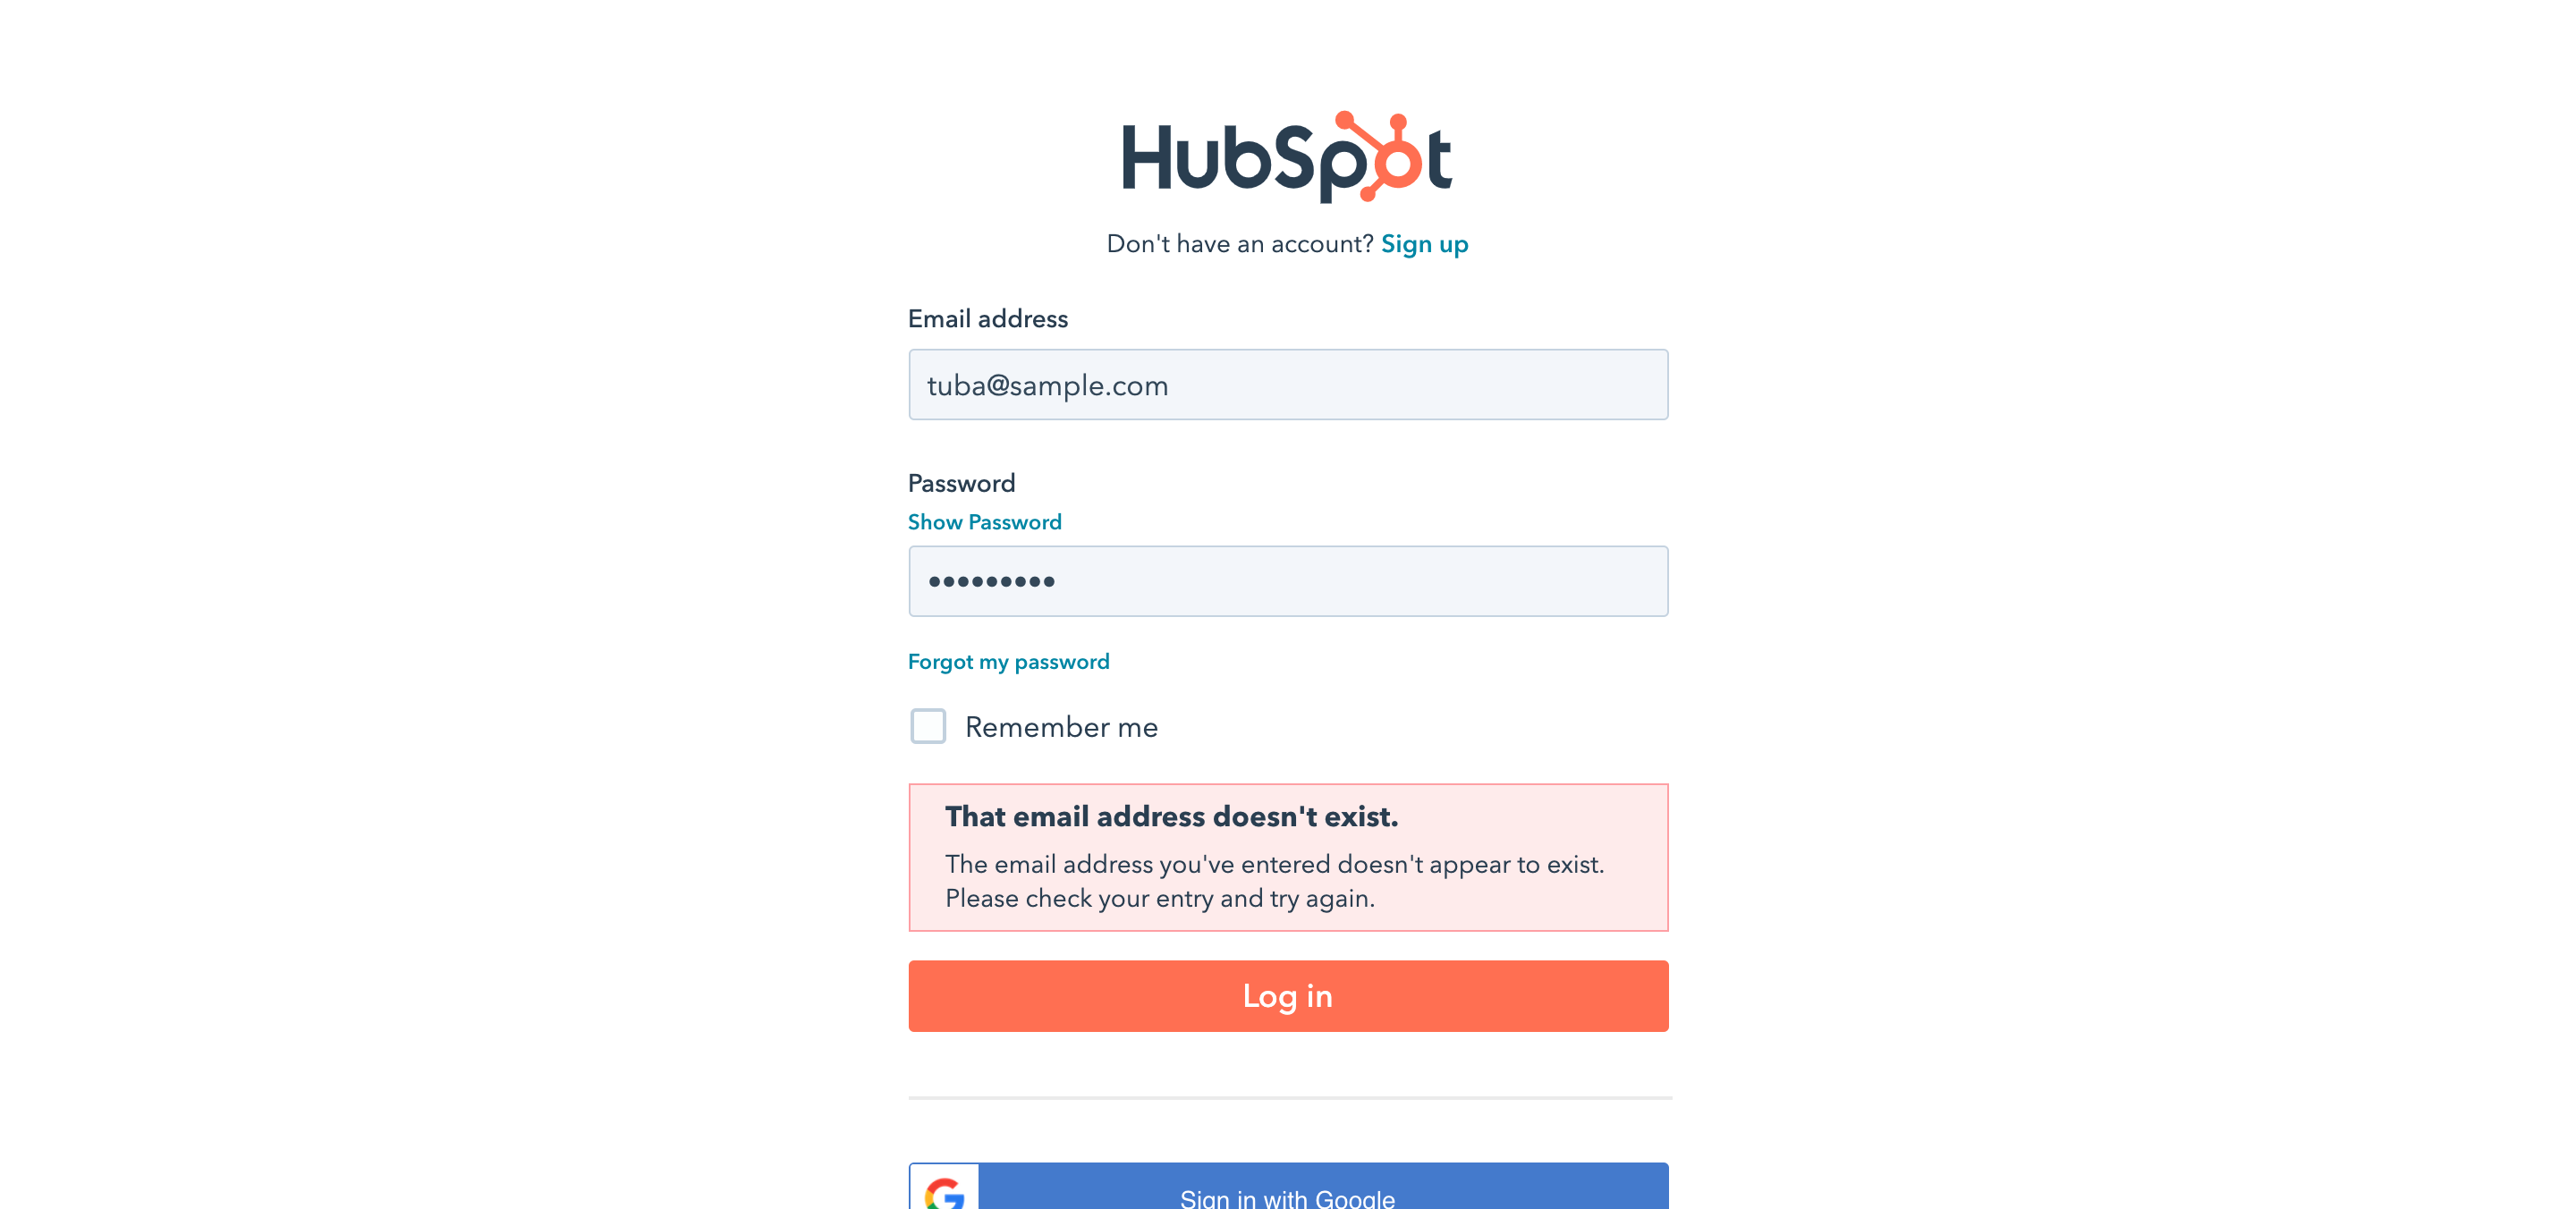 HubSpot
Don't have an account? Sign up
Email address
tuba@sample.com
Password
Show Password
•••••••••
Forgot my password
Remember me
That email address doesn't exist.
The email address you've entered doesn't appear to exist.
Please check your entry and try again.
Log in
Sign in with Google